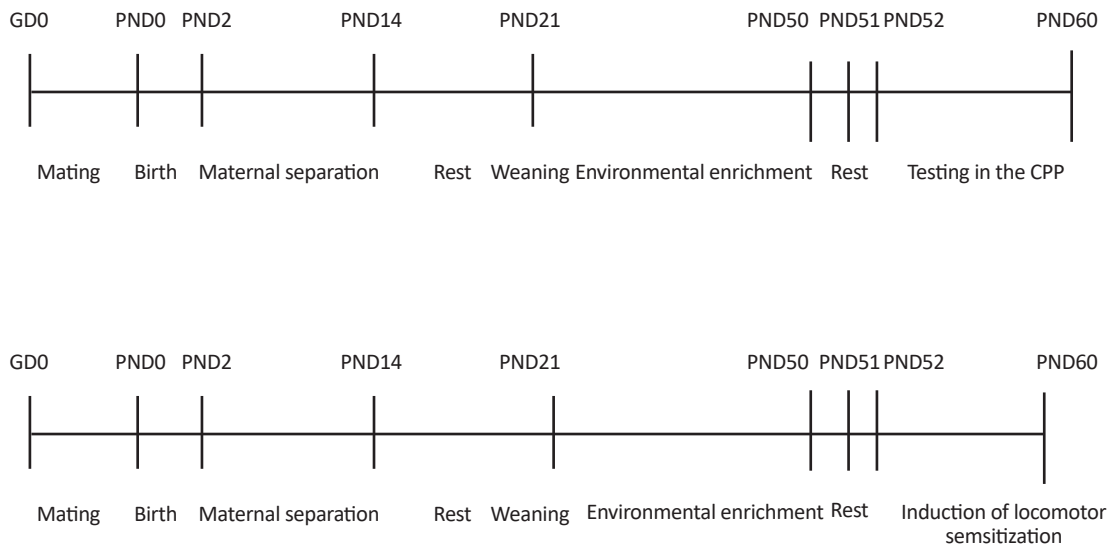 GD0 PND0 PND2 PND14 PND21 PND50 PND51 PND52 PND60
Mating Birth Maternal separation Rest Weaning Environmental enrichment Rest Testing in the CPP
GD0 PND0 PND2 PND14 PND21 PND50 PND51 PND52 PND60
Mating Birth Maternal separation Rest Weaning Environmental enrichment Rest Induction of locomotor
semsitization